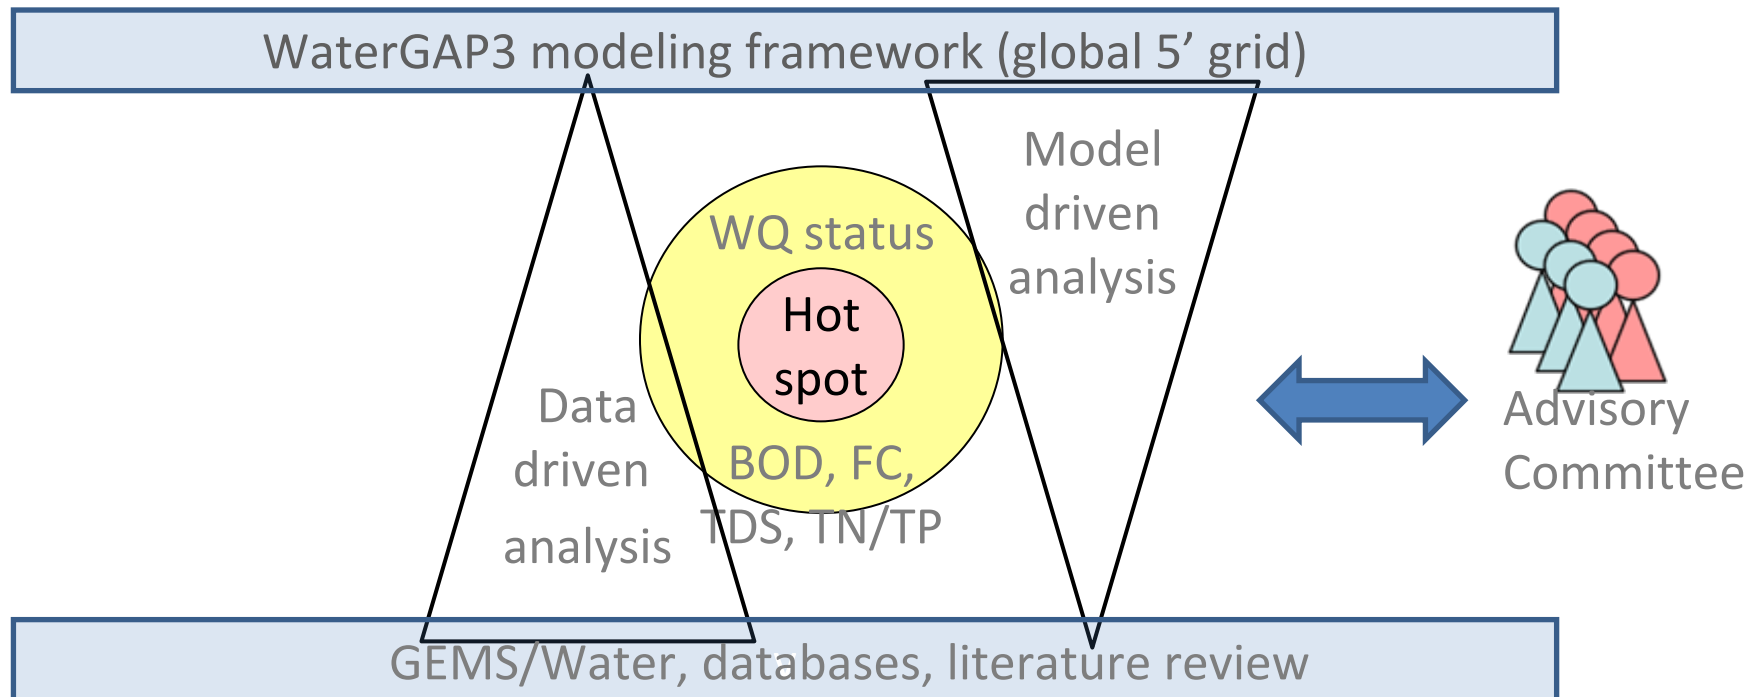 WaterGAP3 modeling framework (global 5’ grid)
Model
driven
analysis
WQ status
Hot
spot
BOD, FC,
TDS, TN/TP
Data
driven
analysis
Advisory
Committee
GEMS/Water, databases, literature review